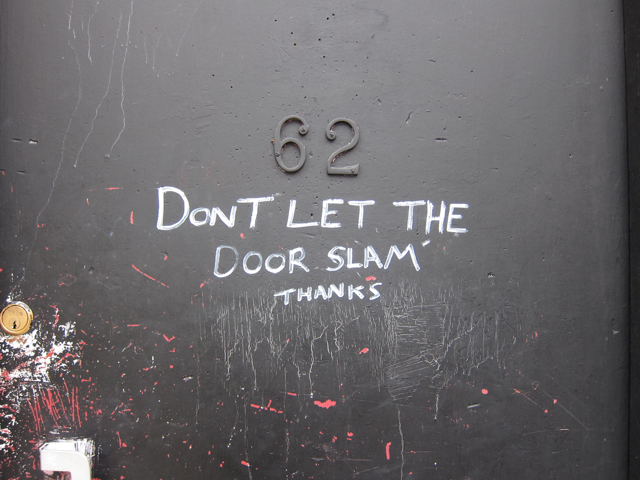 62
DONT LET THE
DOOR SLAM'
THANKS